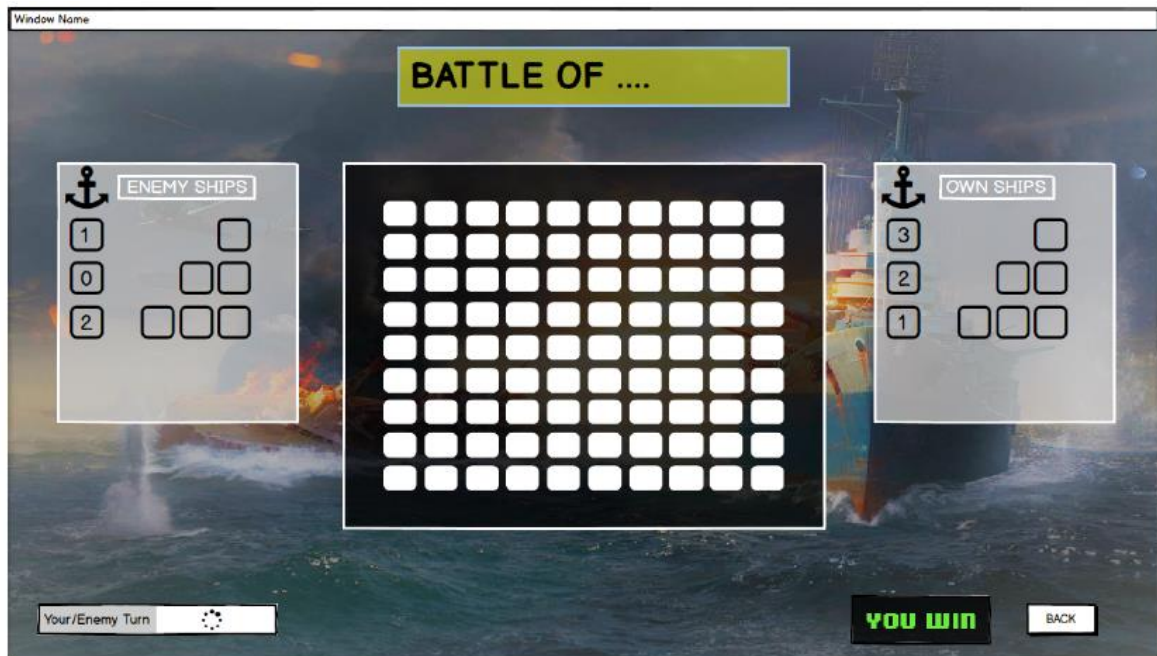 Window Name
BATTLE OF ....
ENEMY SHIPS
1
0
2
OWN SHIPS
3
2
1
Your/Enemy Turn
YOU WIN
BACK